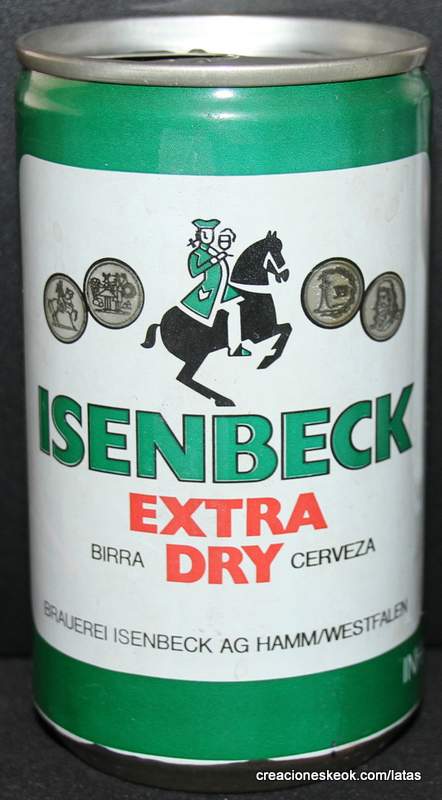 ISENBECK
EXTRA
BIRRA DRY CERVEZA
BRAUEREI ISENBECK AG HAMM/WESTFALEN
creacioneskeok.com/latas